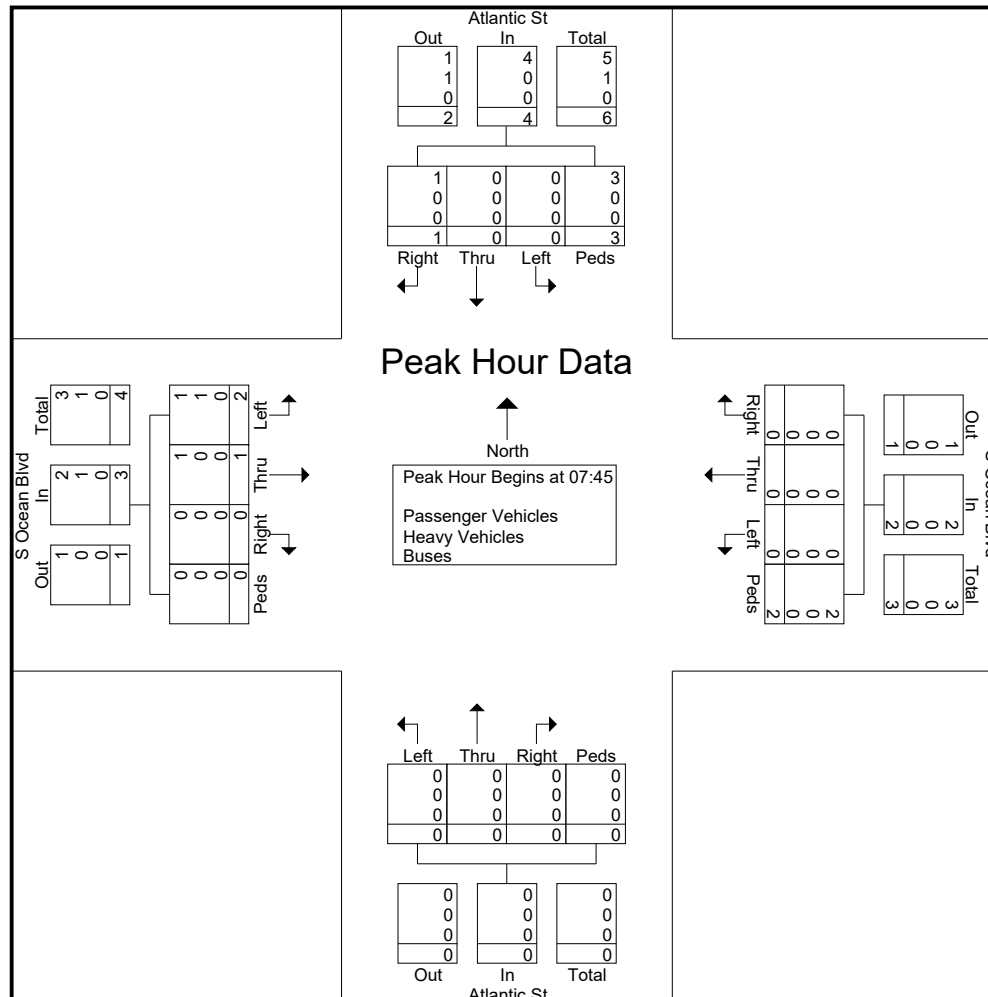 Atlantic St
Out In Total
1 4 5
1 0 1
0 0 0
2 4 6
1 0 0 3
0 0 0 0
0 0 0 0
1 0 0 3
Right Thru Left Peds
Peak Hour Data
North
Peak Hour Begins at 07:45
Passenger Vehicles
Heavy Vehicles
Buses
S Ocean Blvd
Out In Total
1 2 3
0 1 1
0 0 0
1 3 4
1 1 0 2
Left
1 0 0 1
Thru
0 0 0 0
Right
0 0 0 0
Peds
Right
0 0 0 0
Thru
0 0 0 0
Left
0 0 0 0
Peds
2 0 0 2
Out In Total
1 2 3
0 0 0
0 0 0
1 2 3
Left Thru Right Peds
0 0 0 0
0 0 0 0
0 0 0 0
0 0 0 0
0 0 0
0 0 0
0 0 0
0 0 0
Out In Total
Atlantic St